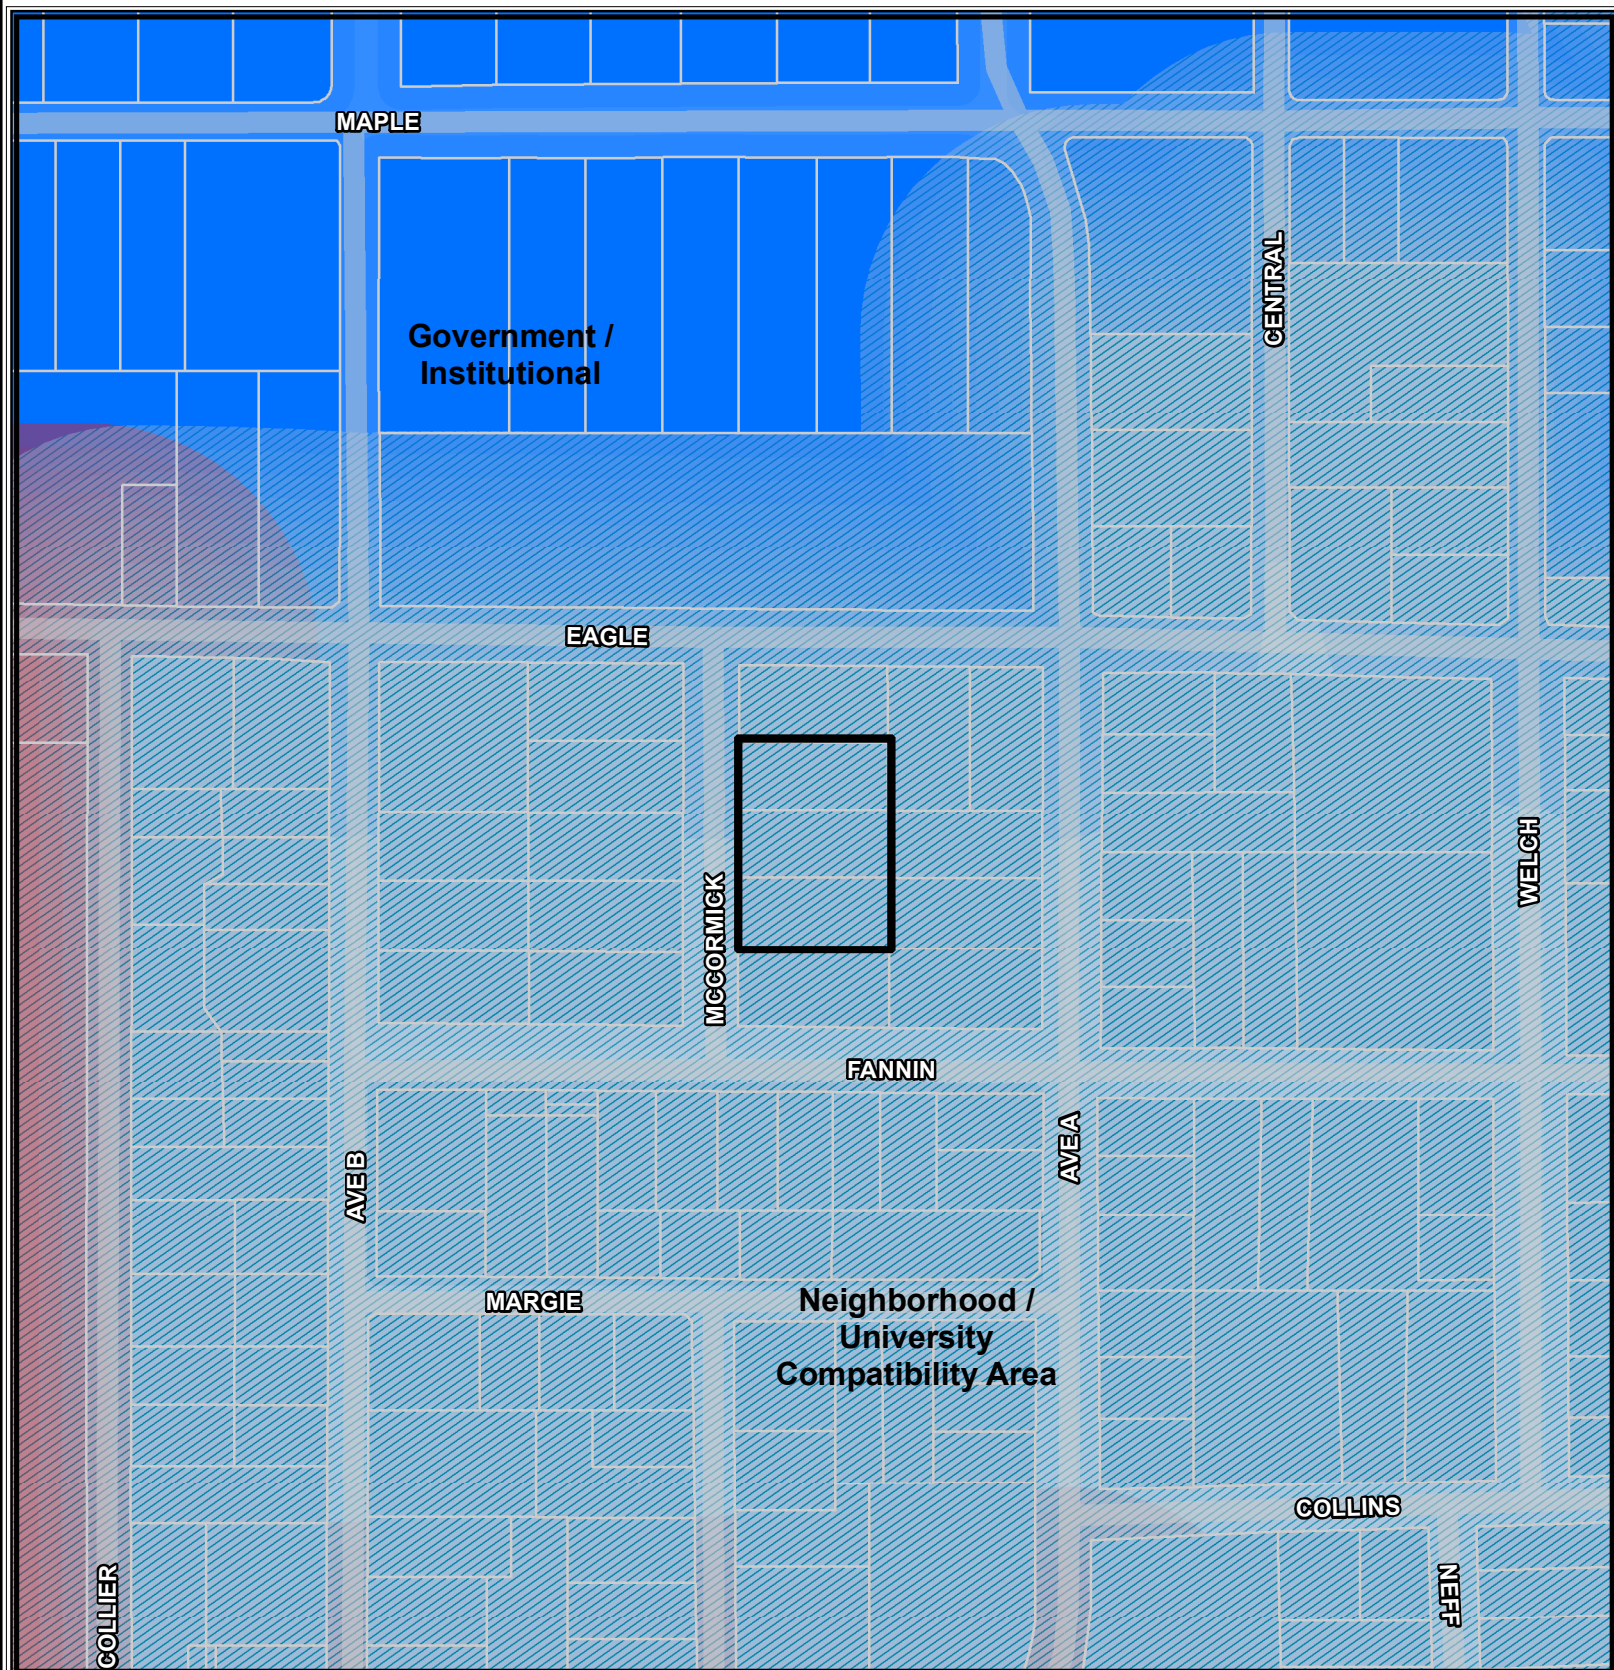 MAPLE
CENTRAL
Government /
Institutional
EAGLE
WELCH
MCCORMICK
FANNIN
AVE A
AVE B
MARGIE
Neighborhood /
University
Compatibility Area
COLLINS
COLLIER
NEFF